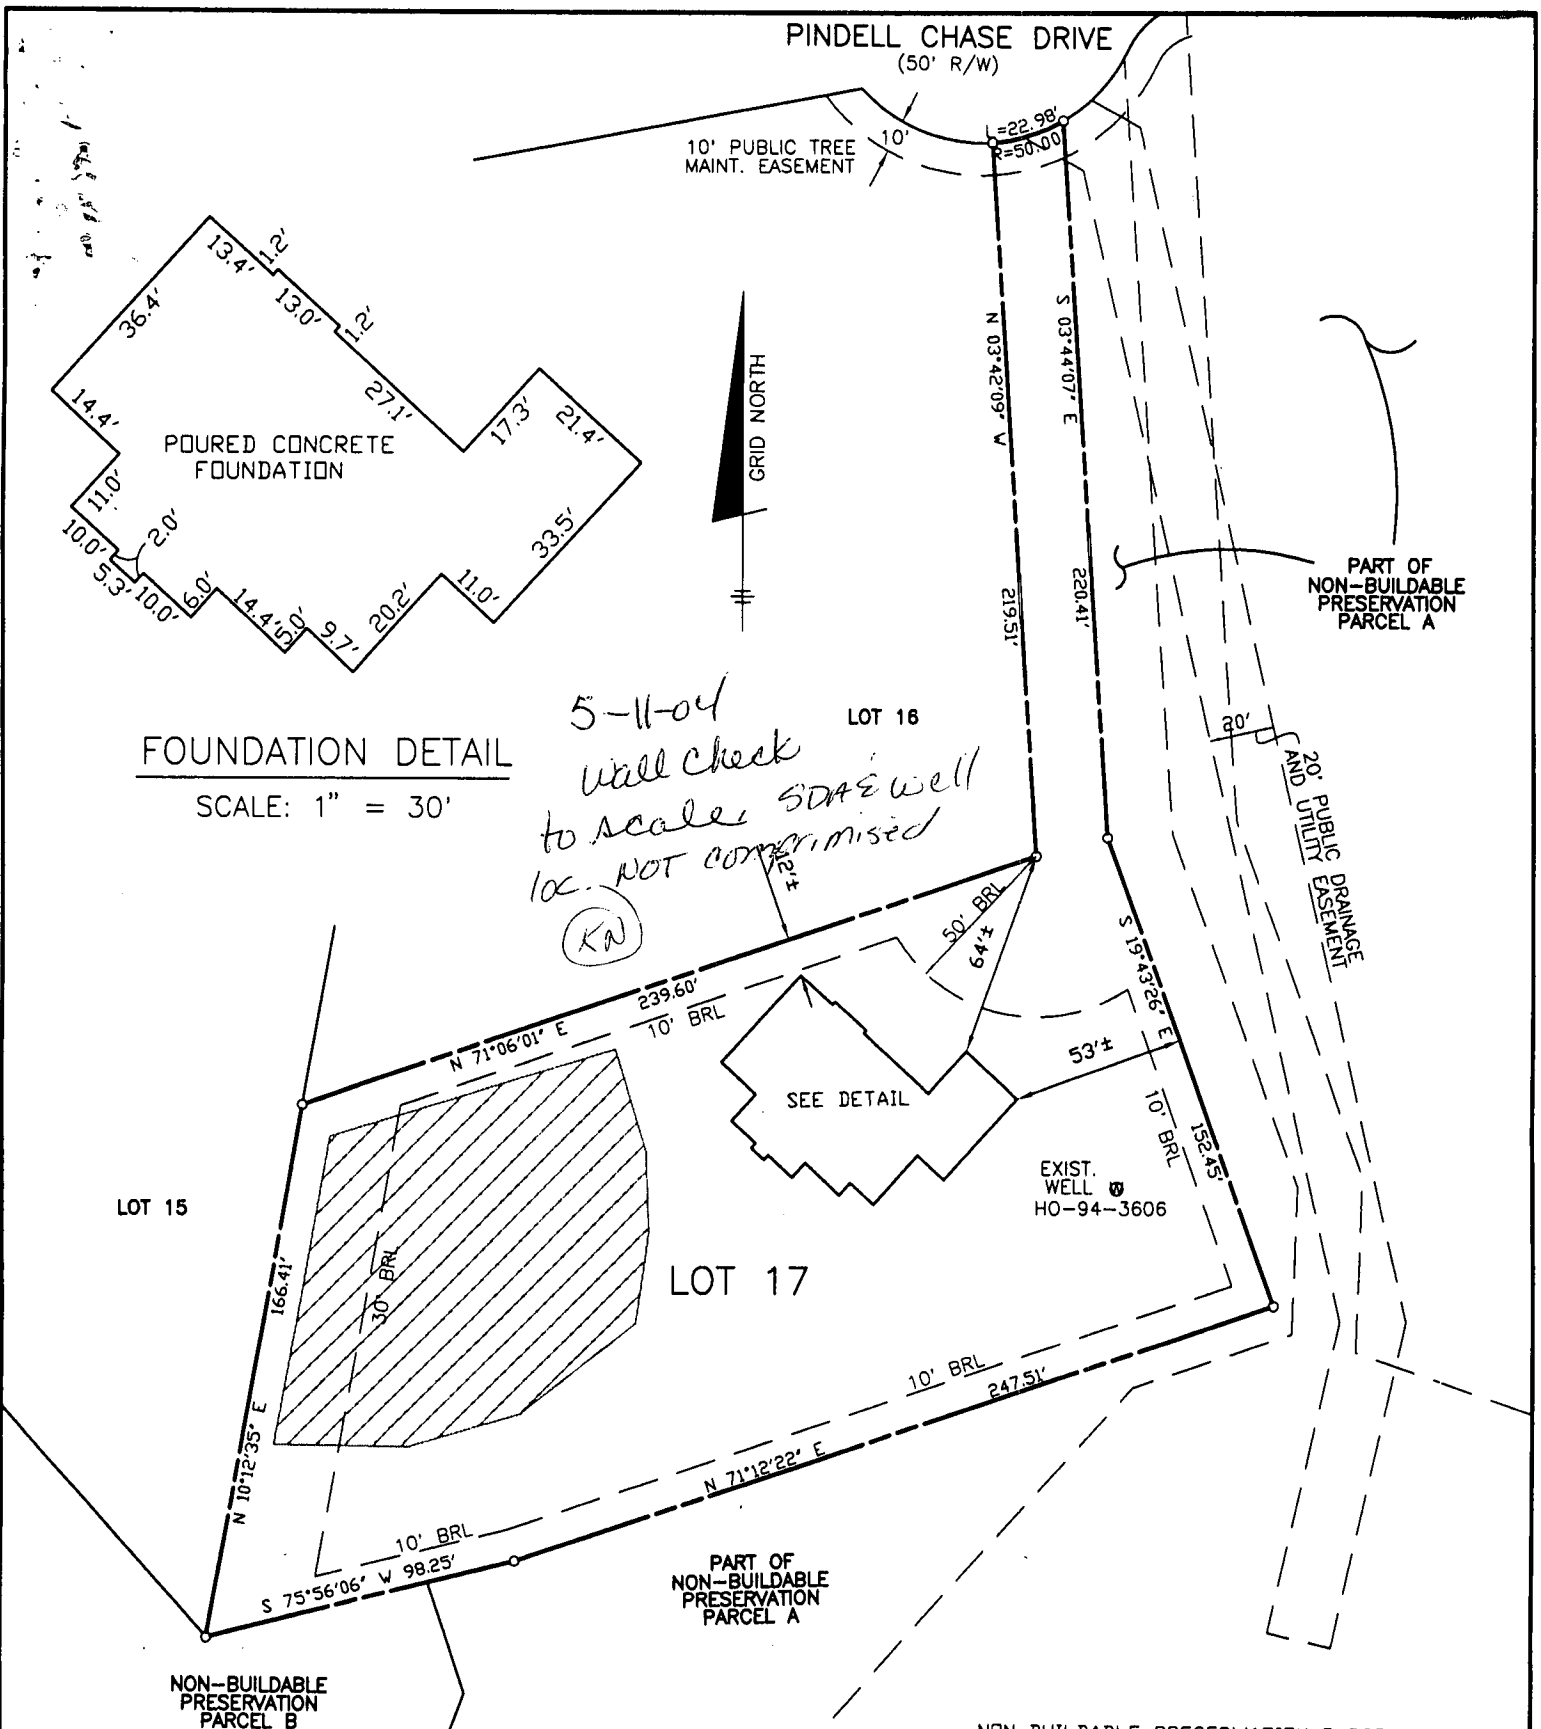 PINDELL CHASE DRIVE
(50' R/W)
10' PUBLIC TREE
MAINT. EASEMENT
10'
L=22.98'
R=50.00'
13.4'
1.2'
13.0'
1.2'
27.1'
17.3'
21.4'
33.5'
11.0'
20.2'
9.7'
5.0'
14.4'
6.0'
10.0'
5.3'
2.0'
10.0'
11.0'
14.4'
36.4'
POURED CONCRETE
FOUNDATION
FOUNDATION DETAIL
SCALE: 1" = 30'
GRID NORTH
N 03°42'09" W
219.51'
S 03°44'07" E
220.41'
PART OF
NON-BUILDABLE
PRESERVATION
PARCEL A
20'
20' PUBLIC DRAINAGE
AND UTILITY EASEMENT
LOT 16
5-11-04
Wall Check
to scale. SDA & Well
loc. NOT comprimised
KN
12'±
50' BRL
64'±
S 19°43'26" E
152.45'
53'±
10' BRL
239.60'
N 71°06'01" E
10' BRL
SEE DETAIL
EXIST.
WELL W
HO-94-3606
LOT 15
166.41'
N 10°12'35" E
30' BRL
LOT 17
10' BRL
247.51'
N 71°12'22" E
10' BRL
S 75°56'06" W 98.25'
PART OF
NON-BUILDABLE
PRESERVATION
PARCEL A
NON-BUILDABLE
PRESERVATION
PARCEL B